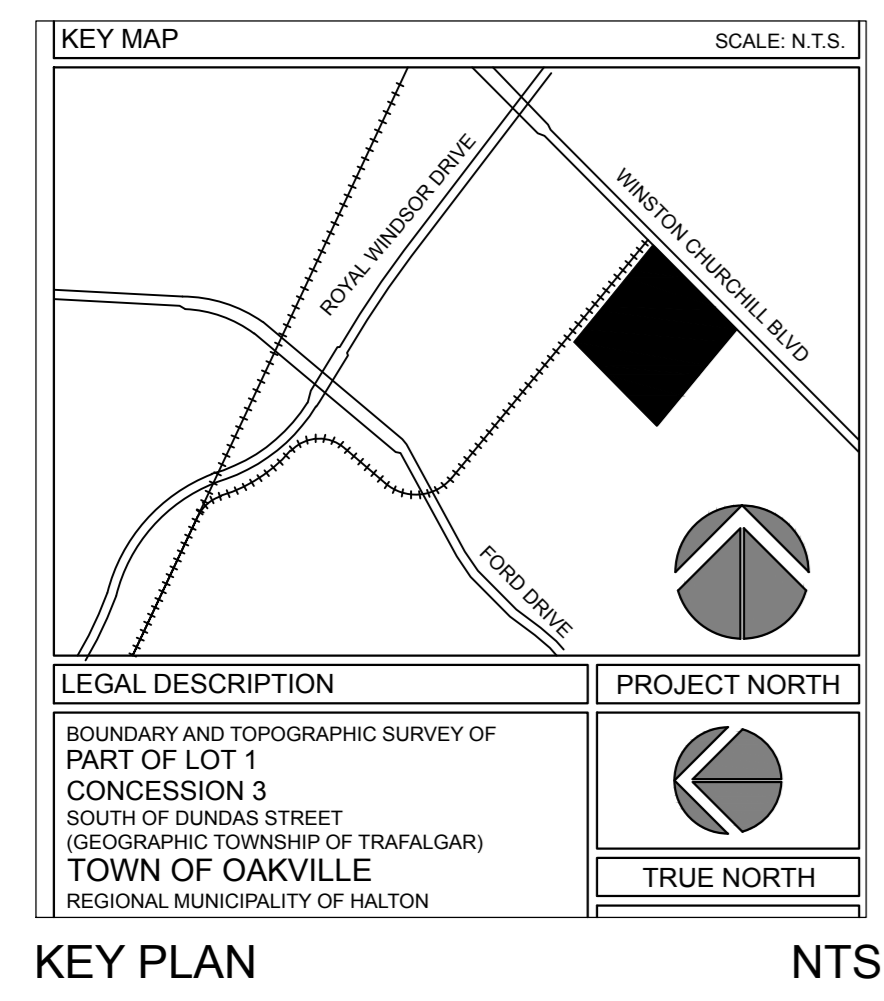 KEY MAP
SCALE: N.T.S.
ROYAL WINDSOR DRIVE
WINSTON CHURCHILL BLVD
FORD DRIVE
LEGAL DESCRIPTION
PROJECT NORTH
BOUNDARY AND TOPOGRAPHIC SURVEY OF
PART OF LOT 1
CONCESSION 3
SOUTH OF DUNDAS STREET
(GEOGRAPHIC TOWNSHIP OF TRAFALGAR)
TOWN OF OAKVILLE
REGIONAL MUNICIPALITY OF HALTON
TRUE NORTH
KEY PLAN
NTS